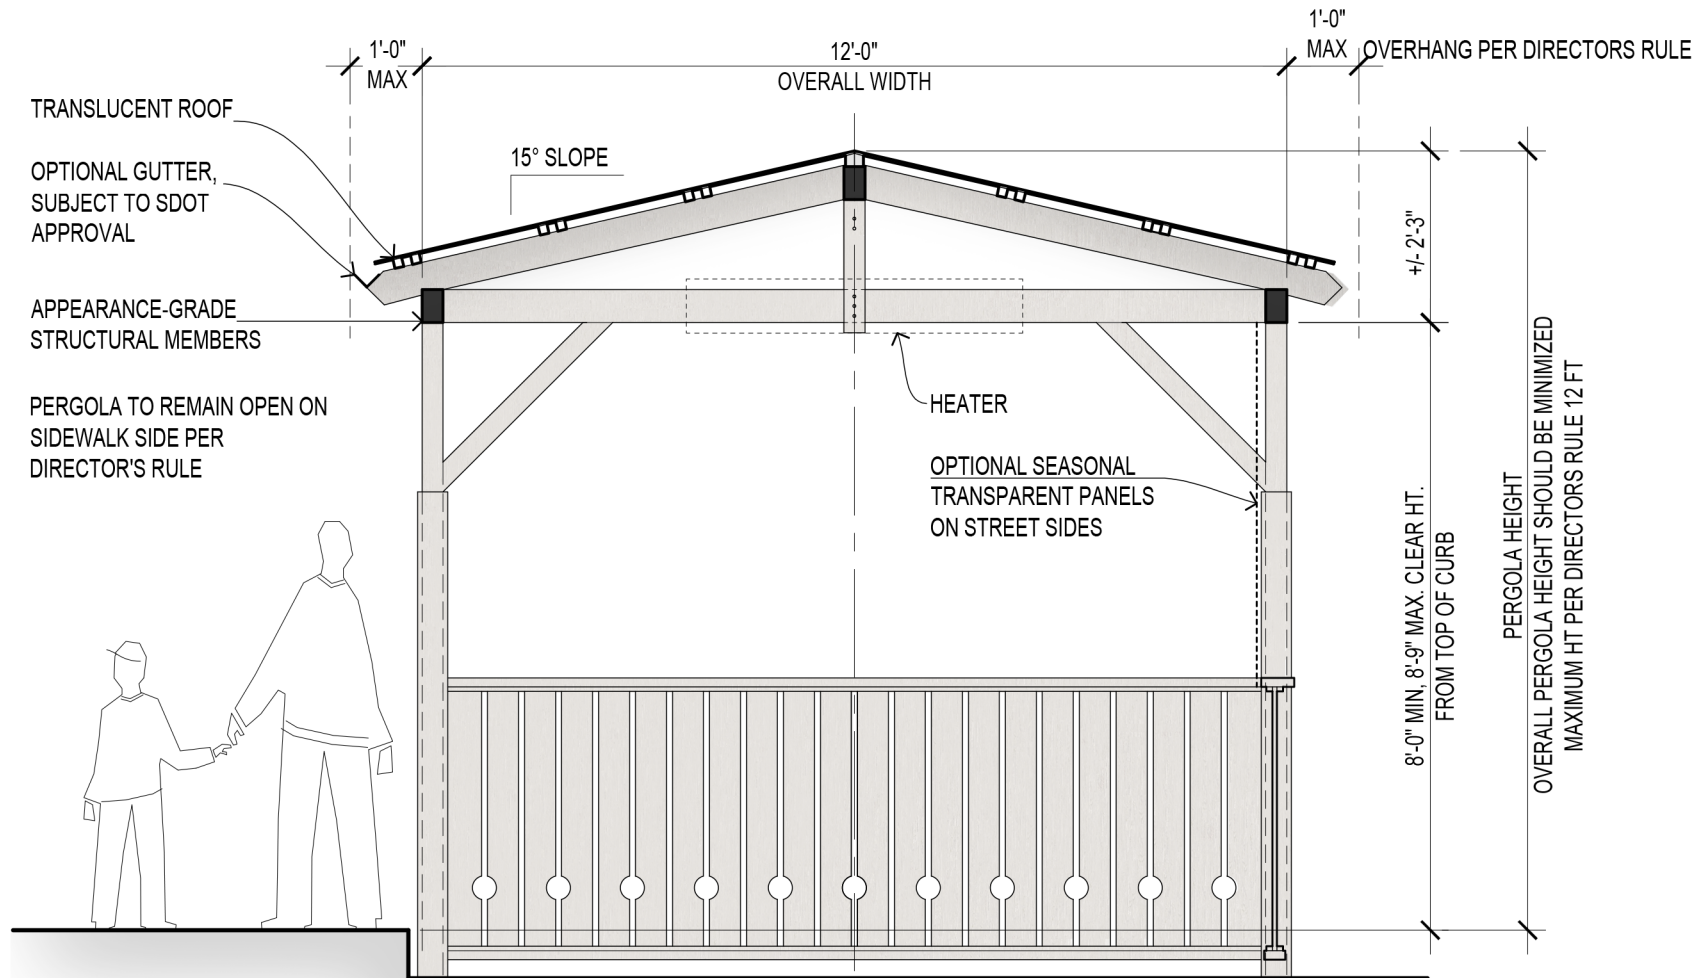 1'-0"
MAX
12'-0"
OVERALL WIDTH
1'-0"
MAX
OVERHANG PER DIRECTORS RULE
TRANSLUCENT ROOF
OPTIONAL GUTTER,
SUBJECT TO SDOT
APPROVAL
15° SLOPE
APPEARANCE-GRADE
STRUCTURAL MEMBERS
PERGOLA TO REMAIN OPEN ON
SIDEWALK SIDE PER
DIRECTOR'S RULE
HEATER
OPTIONAL SEASONAL
TRANSPARENT PANELS
ON STREET SIDES
+/- 2'-3"
8'-0" MIN, 8'-9" MAX. CLEAR HT.
FROM TOP OF CURB
PERGOLA HEIGHT
OVERALL PERGOLA HEIGHT SHOULD BE MINIMIZED
MAXIMUM HT PER DIRECTORS RULE 12 FT